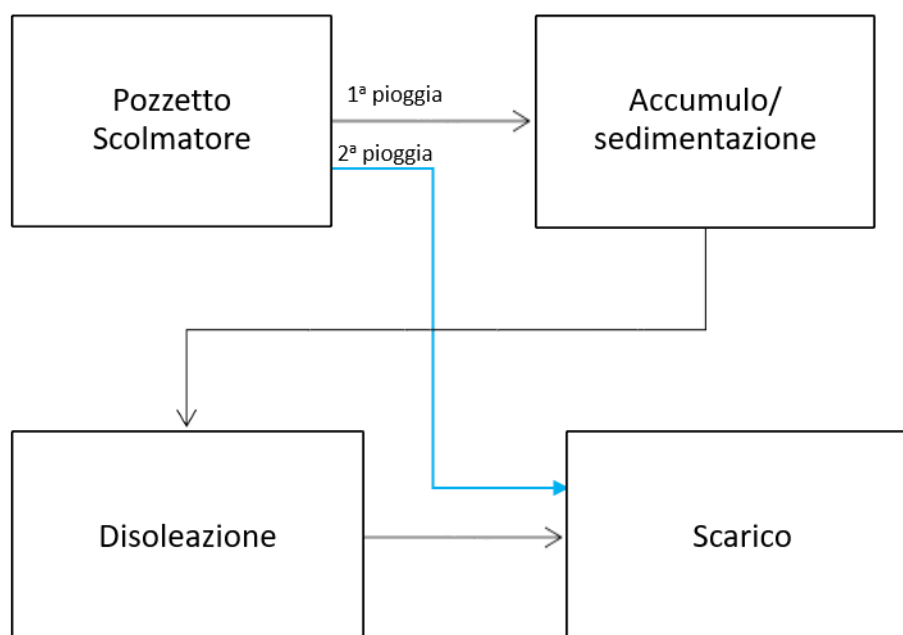 Pozzetto
Scolmatore
1ª pioggia
2ª pioggia
Accumulo/
sedimentazione
Disoleazione
Scarico